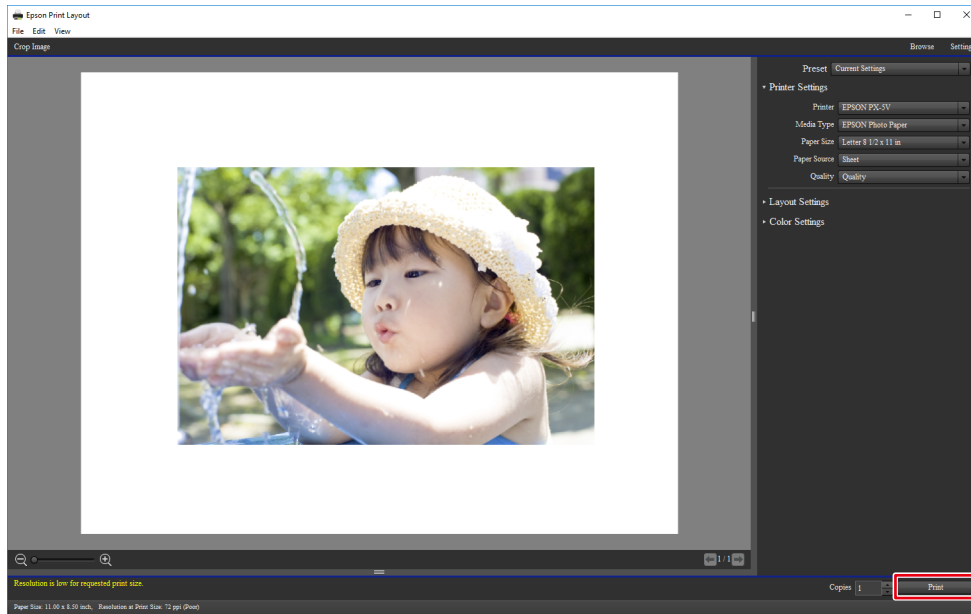 Epson Print Layout
File Edit View
Crop Image Browse Setting
Preset Current Settings
Printer Settings
Printer EPSON PX-5V
Media Type EPSON Photo Paper
Paper Size Letter 8 1/2 x 11 in
Paper Source Sheet
Quality Quality
Layout Settings
Color Settings
1 / 1
Resolution is low for requested print size.
Copies 1 Print
Paper Size: 11.00 x 8.50 inch, Resolution at Print Size: 72 ppi (Poor)